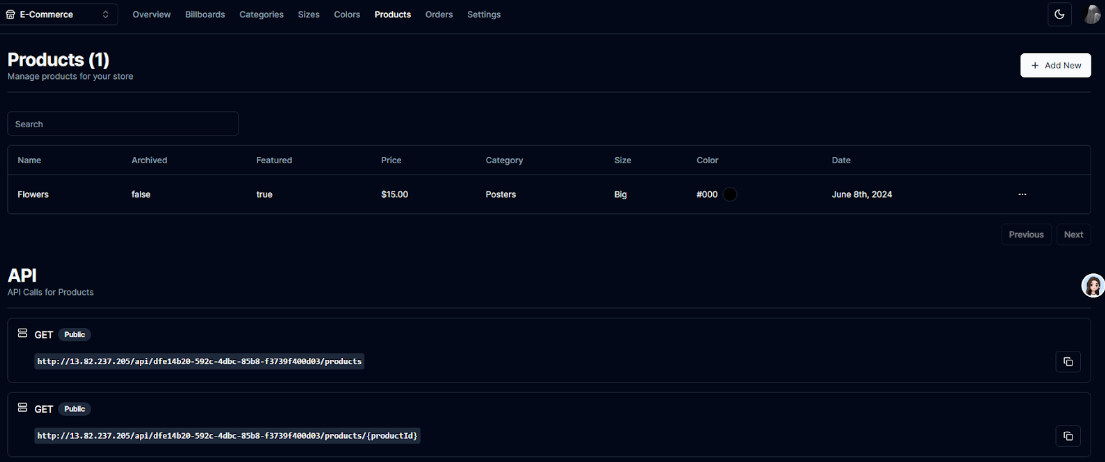 E-Commerce Overview Billboards Categories Sizes Colors Products Orders Settings
Products (1)
Manage products for your store
+ Add New
Search
Name Archived Featured Price Category Size Color Date
Flowers false true $15.00 Posters Big #000 June 8th, 2024 ...
Previous Next
API
API Calls for Products
GET Public
http://13.82.237.205/api/dfe14b20-592c-4dbc-85b8-f3739f400d03/products
GET Public
http://13.82.237.205/api/dfe14b20-592c-4dbc-85b8-f3739f400d03/products/{productId}